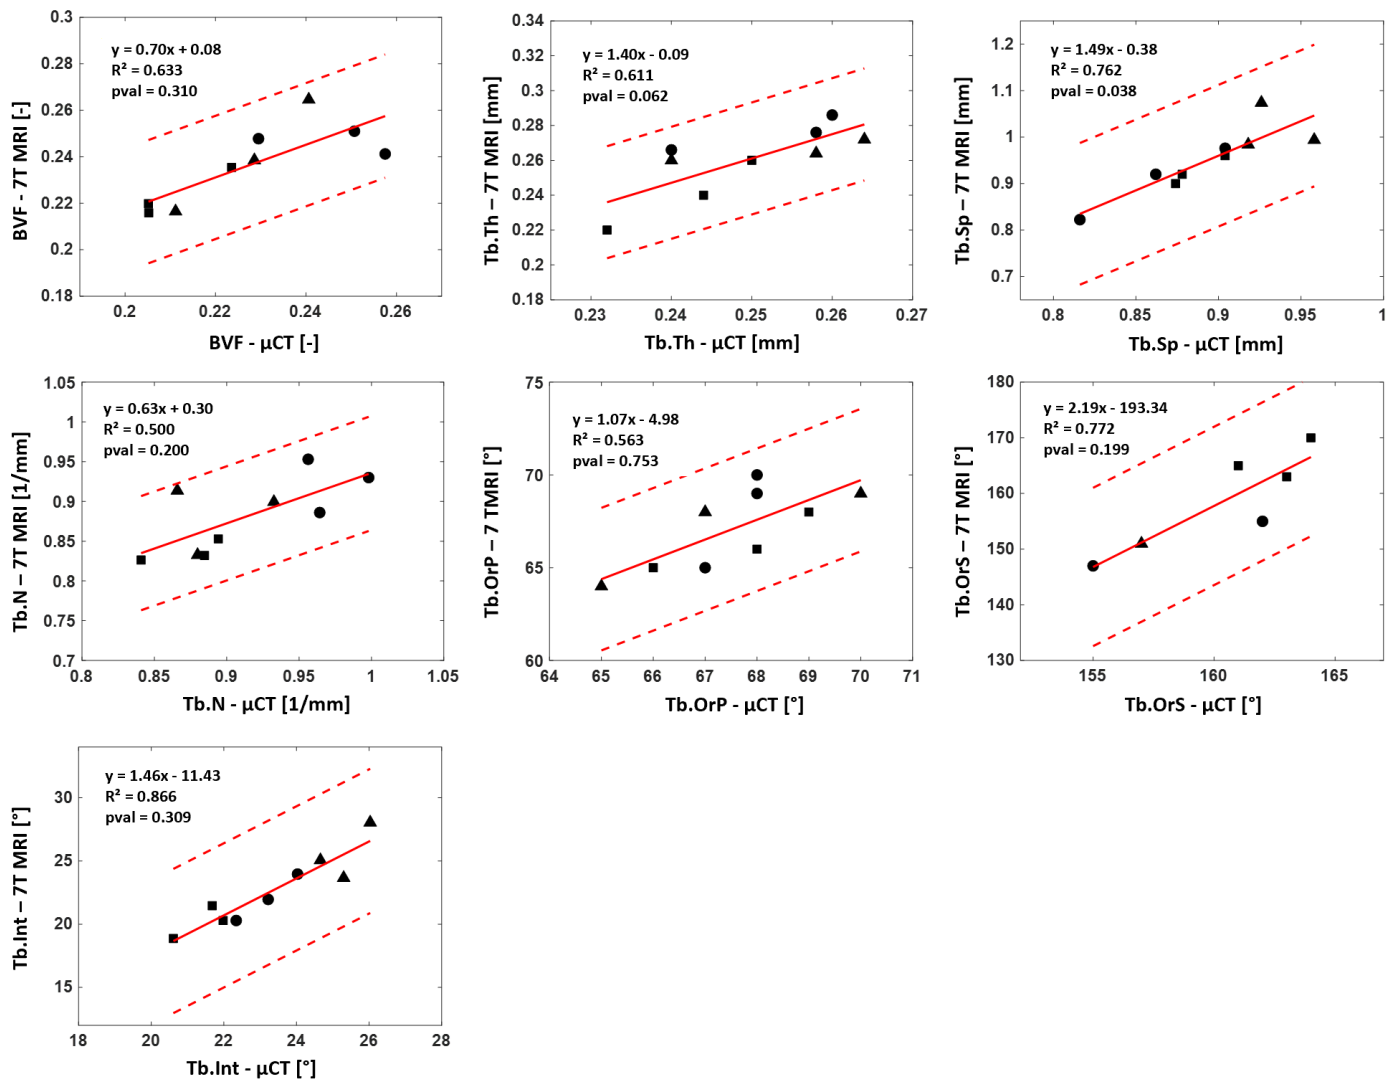 0.3
0.28
0.26
0.24
0.22
0.2
0.18
BVF - 7T MRI [-]
y = 0.70x + 0.08
R² = 0.633
pval = 0.310
0.2 0.22 0.24 0.26
BVF - µCT [-]
0.34
0.32
0.3
0.28
0.26
0.24
0.22
0.2
0.18
Tb.Th – 7T MRI [mm]
y = 1.40x - 0.09
R² = 0.611
pval = 0.062
0.23 0.24 0.25 0.26 0.27
Tb.Th - µCT [mm]
1.2
1.1
1
0.9
0.8
0.7
Tb.Sp – 7T MRI [mm]
y = 1.49x - 0.38
R² = 0.762
pval = 0.038
0.8 0.85 0.9 0.95 1
Tb.Sp - µCT [mm]
1.05
1
0.95
0.9
0.85
0.8
0.75
0.7
Tb.N – 7T MRI [1/mm]
y = 0.63x + 0.30
R² = 0.500
pval = 0.200
0.8 0.85 0.9 0.95 1 1.05
Tb.N - µCT [1/mm]
75
70
65
60
Tb.OrP – 7 TMRI [°]
y = 1.07x - 4.98
R² = 0.563
pval = 0.753
64 65 66 67 68 69 70 71
Tb.OrP - µCT [°]
180
170
160
150
140
130
Tb.OrS – 7T MRI [°]
y = 2.19x - 193.34
R² = 0.772
pval = 0.199
155 160 165
Tb.OrS - µCT [°]
30
25
20
15
Tb.Int – 7T MRI [°]
y = 1.46x - 11.43
R² = 0.866
pval = 0.309
18 20 22 24 26 28
Tb.Int - µCT [°]